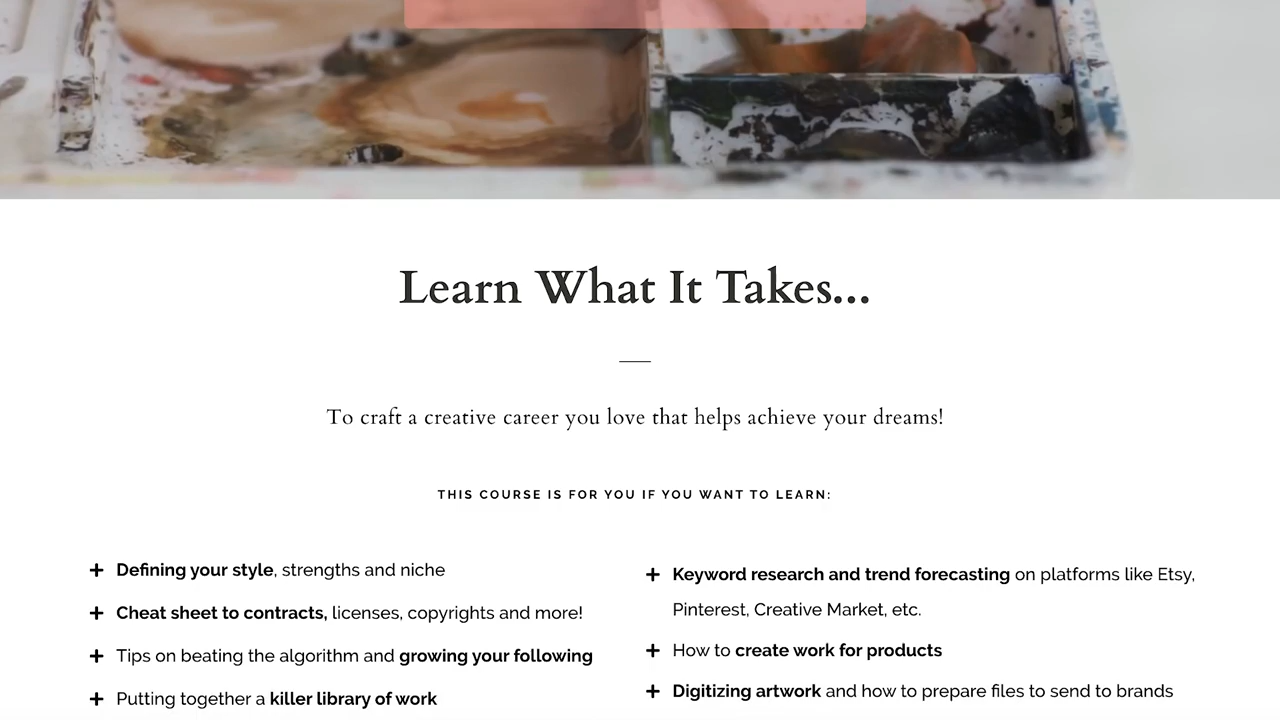 Learn What It Takes...
To craft a creative career you love that helps achieve your dreams!
THIS COURSE IS FOR YOU IF YOU WANT TO LEARN:
Defining your style, strengths and niche
Cheat sheet to contracts, licenses, copyrights and more!
Tips on beating the algorithm and growing your following
Putting together a killer library of work
Keyword research and trend forecasting on platforms like Etsy,
Pinterest, Creative Market, etc.
How to create work for products
Digitizing artwork and how to prepare files to send to brands